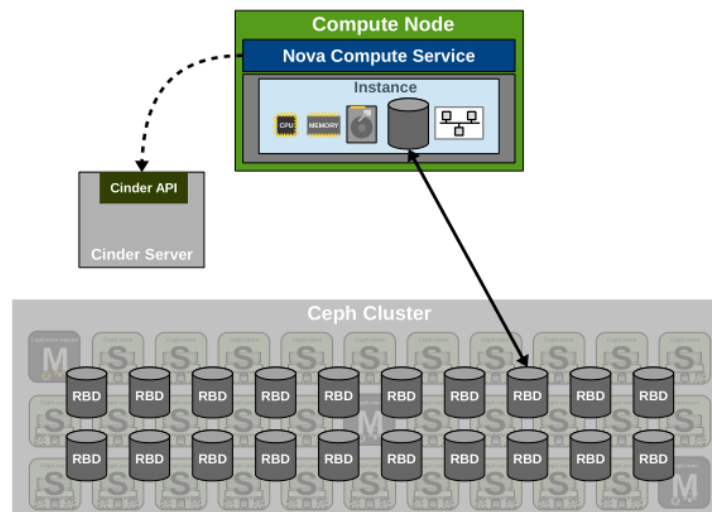 Compute Node
Nova Compute Service
Instance
CPU
MEMORY
Cinder API
Cinder Server
Ceph Cluster
M S S S S S S S S S M
RBD RBD RBD RBD RBD RBD RBD RBD RBD RBD
S S S S S M S S S S S
RBD RBD RBD RBD RBD RBD RBD RBD RBD RBD
S S S S S S S S S S M